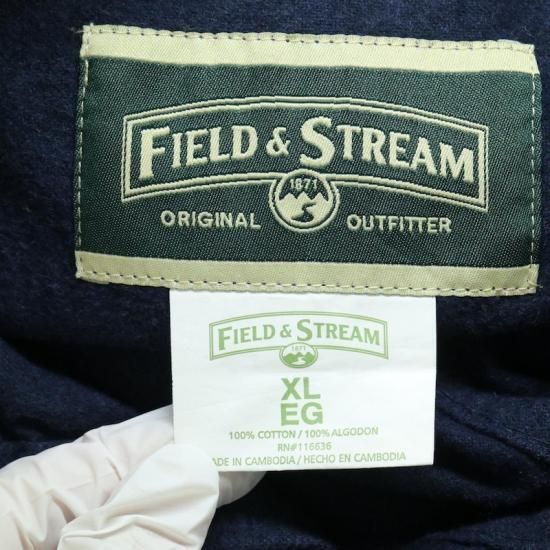 FIELD & STREAM
1871
ORIGINAL OUTFITTER
FIELD & STREAM
1871
XL
EG
100% COTTON / 100% ALGODON
RN#116636
MADE IN CAMBODIA / HECHO EN CAMBODIA